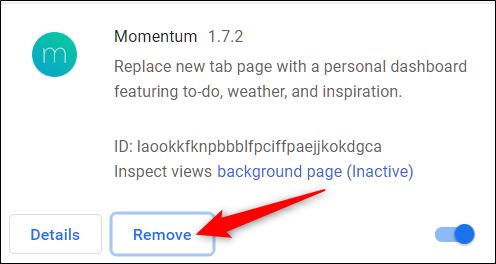 m
Momentum 1.7.2
Replace new tab page with a personal dashboard
featuring to-do, weather, and inspiration.
ID: laookkfknpbbblfpciffpaejjkokdgca
Inspect views background page (Inactive)
Details Remove